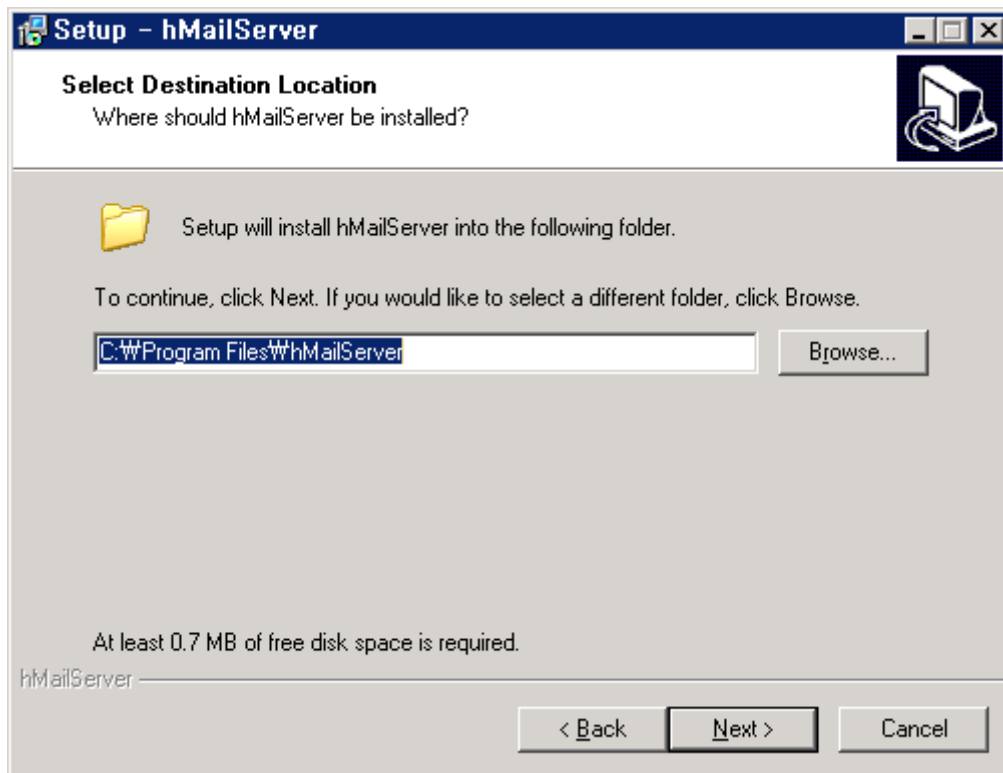 Setup - hMailServer
Select Destination Location
Where should hMailServer be installed?
Setup will install hMailServer into the following folder.
To continue, click Next. If you would like to select a different folder, click Browse.
C:₩Program Files₩hMailServer
Browse...
At least 0.7 MB of free disk space is required.
hMailServer
< Back
Next >
Cancel